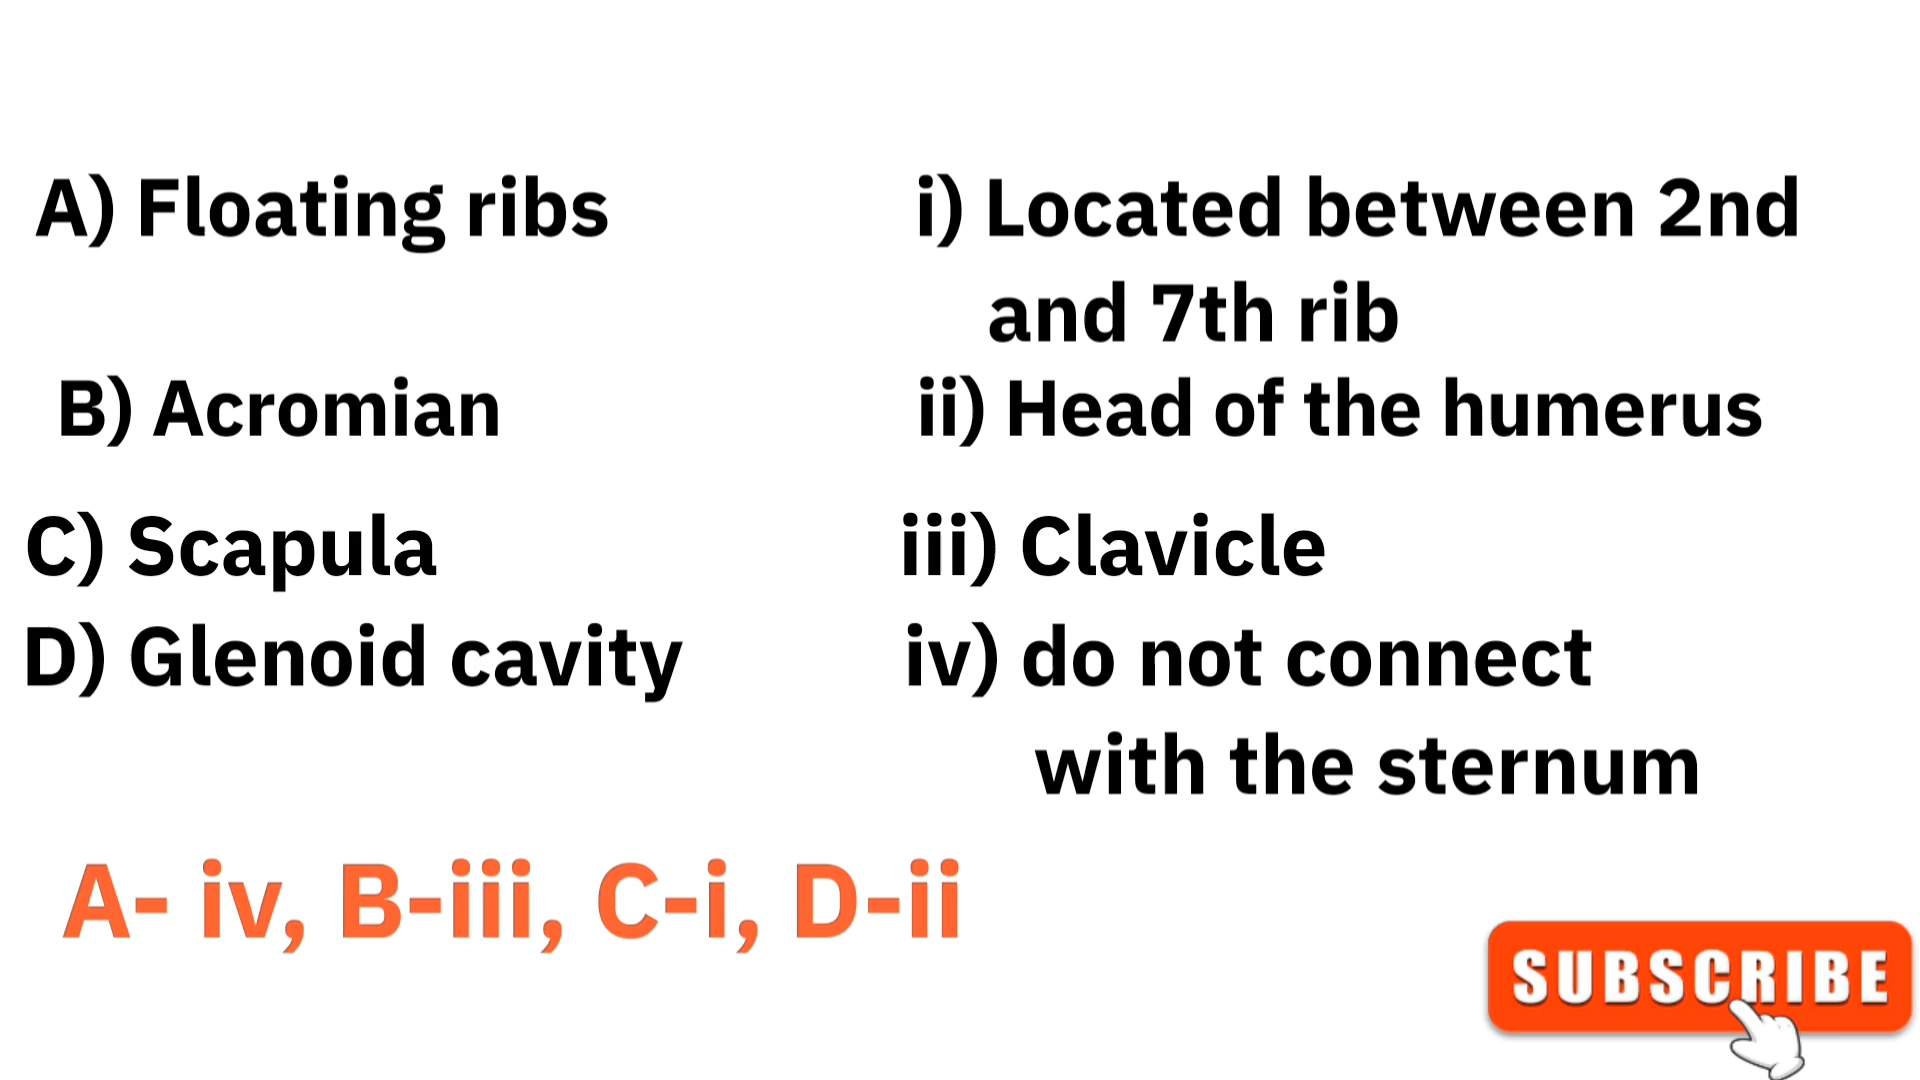 A) Floating ribs
i) Located between 2nd
and 7th rib
B) Acromian
ii) Head of the humerus
C) Scapula
iii) Clavicle
D) Glenoid cavity
iv) do not connect
with the sternum
A- iv, B-iii, C-i, D-ii
SUBSCRIBE